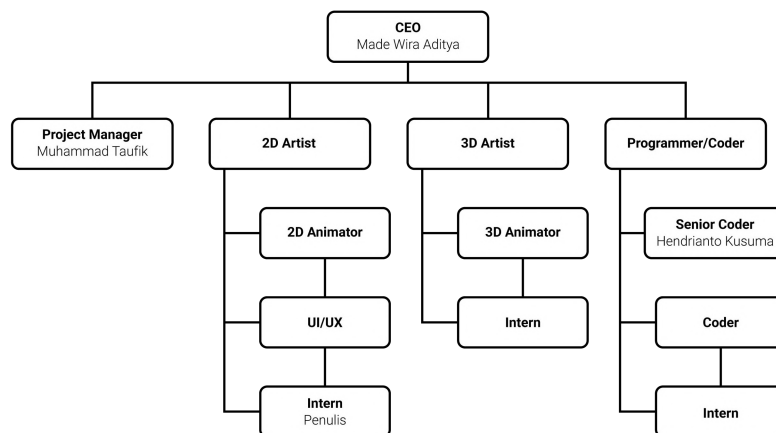 CEO
Made Wira Aditya
Project Manager
Muhammad Taufik
2D Artist
3D Artist
Programmer/Coder
2D Animator
3D Animator
Senior Coder
Hendrianto Kusuma
UI/UX
Intern
Coder
Intern
Penulis
Intern